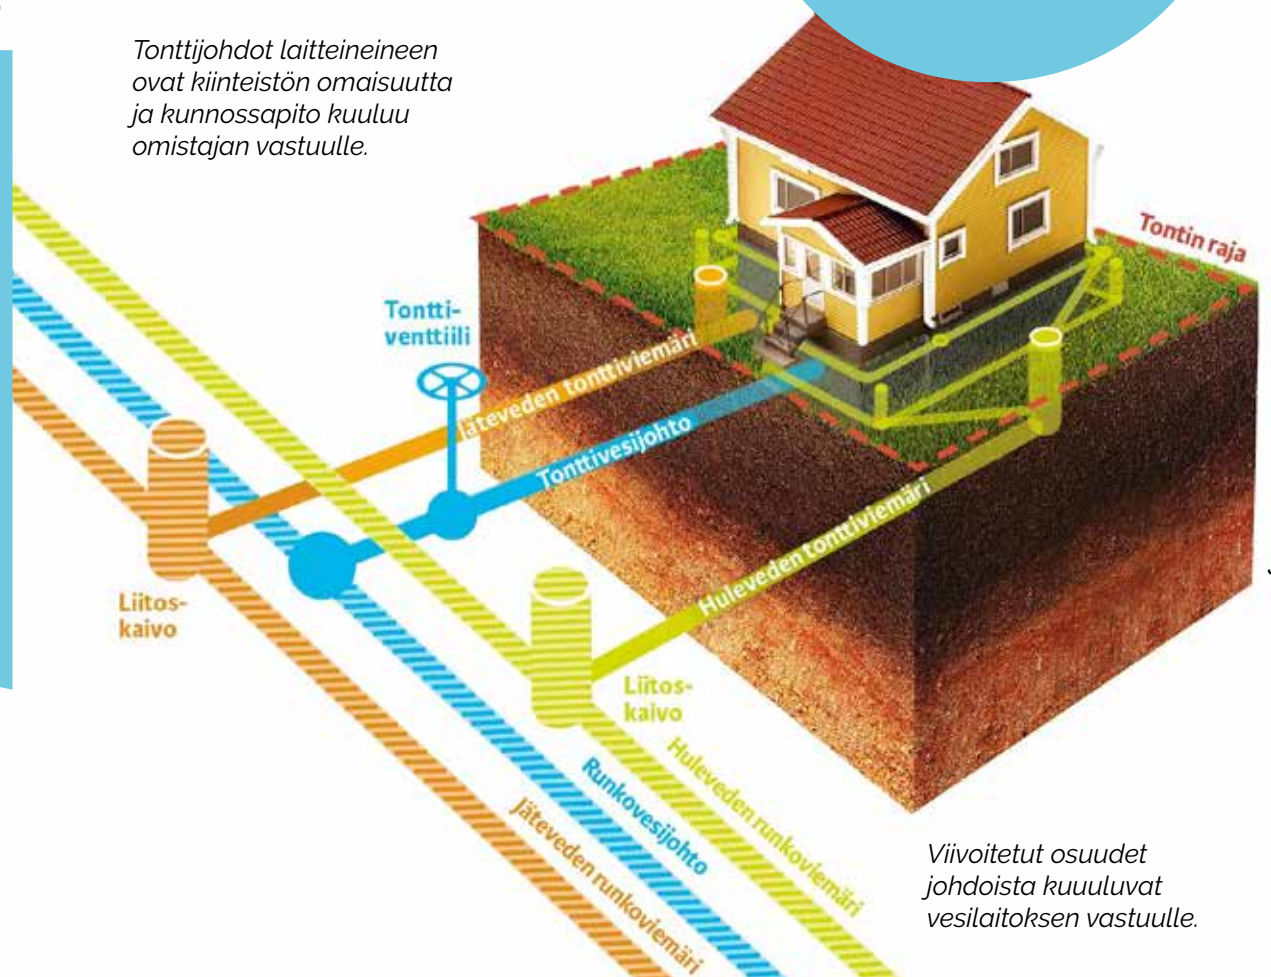 Tonttijohdot laitteineineen
ovat kiinteistön omaisuutta
ja kunnossapito kuuluu
omistajan vastuulle.
Tontin raja
Tontti-
venttiili
Jäteveden tonttiviemäri
Tonttivesijohto
Huleveden tonttiviemäri
Liitos-
kaivo
Liitos-
kaivo
Huleveden runkoviemäri
Runkovesijohto
Jäteveden runkoviemäri
Viivoitetut osuudet
johdoista kuuuluvat
vesilaitoksen vastuulle.